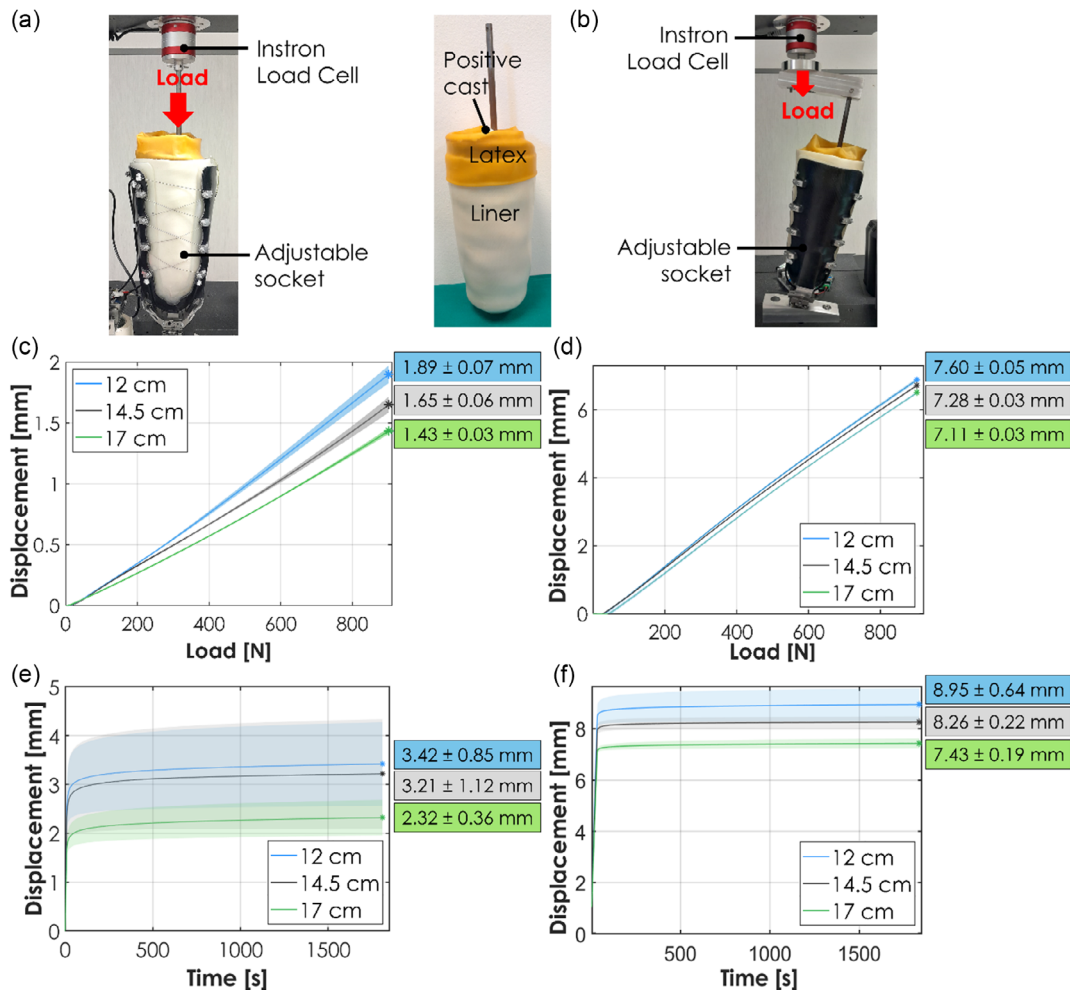 (a)
Instron
Load Cell
Load
Adjustable
socket
Positive
cast
Latex
Liner
(b)
Instron
Load Cell
Load
Adjustable
socket
(c)
Displacement [mm]
2
1.5
1
0.5
0
12 cm
14.5 cm
17 cm
1.89 ± 0.07 mm
1.65 ± 0.06 mm
1.43 ± 0.03 mm
0 200 400 600 800
Load [N]
(d)
Displacement [mm]
6
4
2
0
12 cm
14.5 cm
17 cm
7.60 ± 0.05 mm
7.28 ± 0.03 mm
7.11 ± 0.03 mm
200 400 600 800
Load [N]
(e)
Displacement [mm]
5
4
3
2
1
0
12 cm
14.5 cm
17 cm
3.42 ± 0.85 mm
3.21 ± 1.12 mm
2.32 ± 0.36 mm
0 500 1000 1500
Time [s]
(f)
Displacement [mm]
8
6
4
2
0
12 cm
14.5 cm
17 cm
8.95 ± 0.64 mm
8.26 ± 0.22 mm
7.43 ± 0.19 mm
500 1000 1500
Time [s]